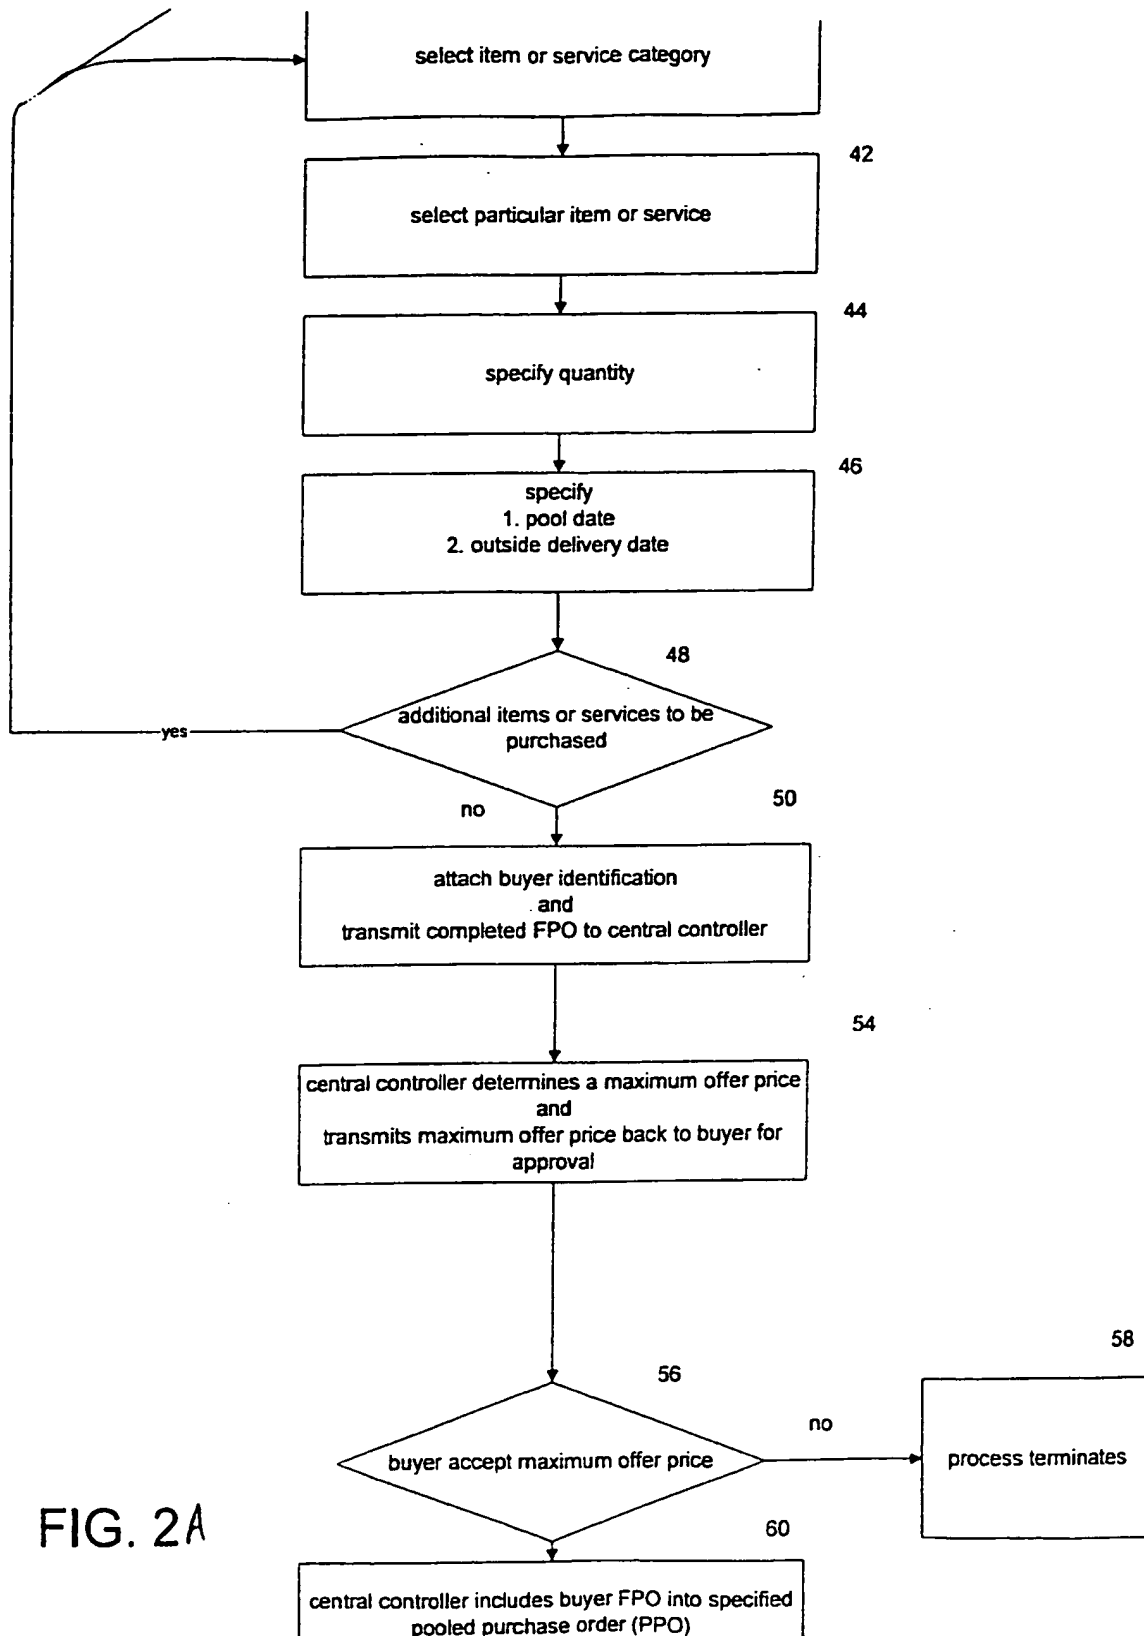 select item or service category
42
select particular item or service
44
specify quantity
46
specify
1. pool date
2. outside delivery date
48
additional items or services to be
purchased
yes
no
50
attach buyer identification
and
transmit completed FPO to central controller
54
central controller determines a maximum offer price
and
transmits maximum offer price back to buyer for
approval
56
buyer accept maximum offer price
no
58
process terminates
FIG. 2A
60
central controller includes buyer FPO into specified
pooled purchase order (PPO)